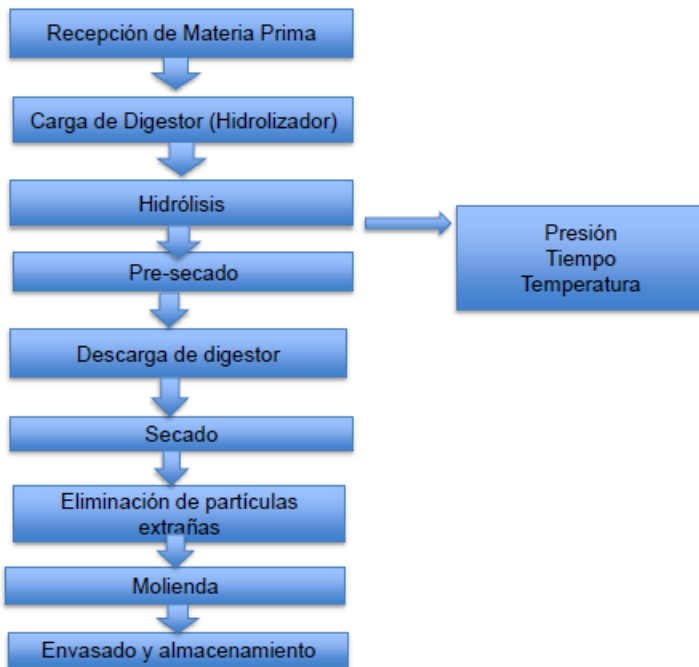 Recepción de Materia Prima
Carga de Digestor (Hidrolizador)
Hidrólisis
Presión
Tiempo
Temperatura
Pre-secado
Descarga de digestor
Secado
Eliminación de partículas
extrañas
Molienda
Envasado y almacenamiento